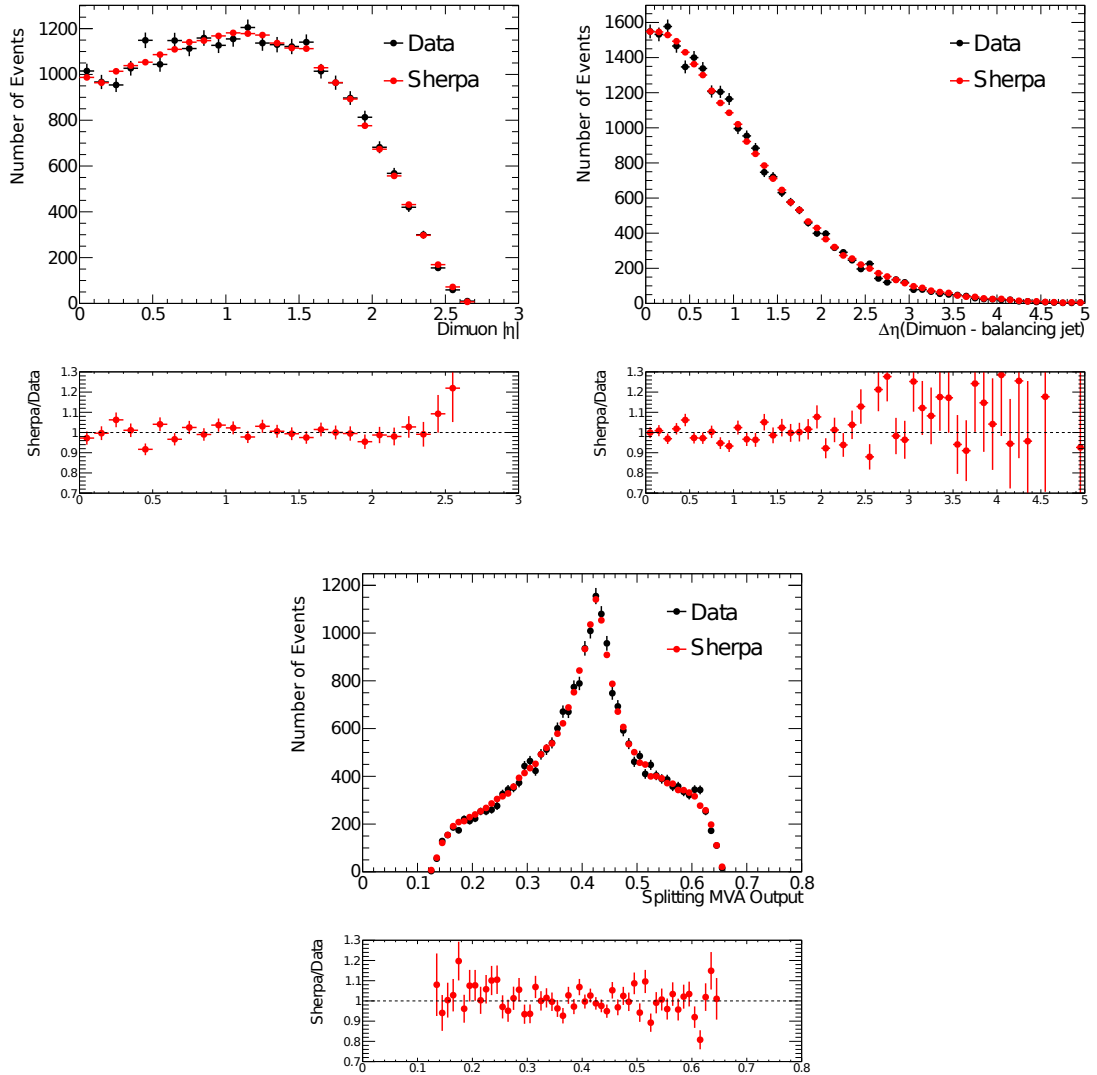 Number of Events
1200
1000
800
600
400
200
0
Data
Sherpa
0 0.5 1 1.5 2 2.5 3
Dimuon |η|
Sherpa/Data
1.3
1.2
1.1
1
0.9
0.8
0.7
0 0.5 1 1.5 2 2.5 3
Number of Events
1600
1400
1200
1000
800
600
400
200
0
Data
Sherpa
0 0.5 1 1.5 2 2.5 3 3.5 4 4.5 5
Δη(Dimuon - balancing jet)
Sherpa/Data
1.3
1.2
1.1
1
0.9
0.8
0.7
0 0.5 1 1.5 2 2.5 3 3.5 4 4.5 5
Number of Events
1200
1000
800
600
400
200
0
Data
Sherpa
0 0.1 0.2 0.3 0.4 0.5 0.6 0.7 0.8
Splitting MVA Output
Sherpa/Data
1.3
1.2
1.1
1
0.9
0.8
0.7
0 0.1 0.2 0.3 0.4 0.5 0.6 0.7 0.8